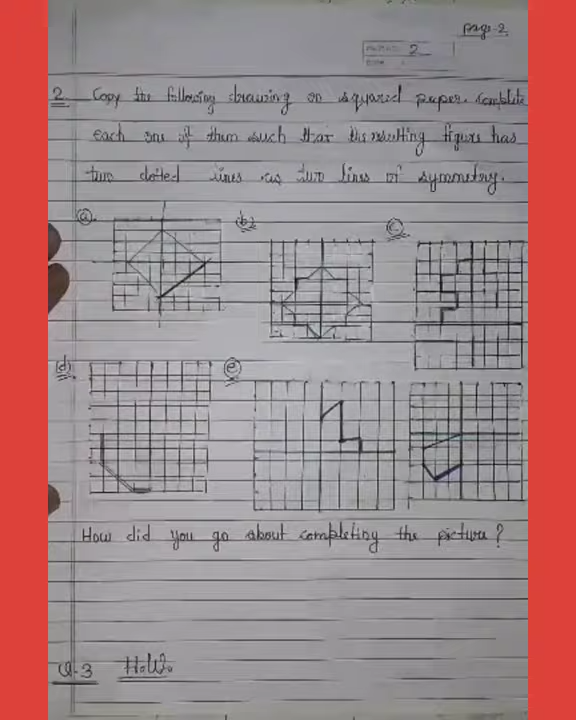 page-2
2
2 Copy the following drawing on squared paper. Complete
each one of them such that the resulting figure has
two dotted lines as two lines of symmetry.
(a) (b) (c)
(d) (e)
How did you go about completing the picture?
Q.3 H.W.